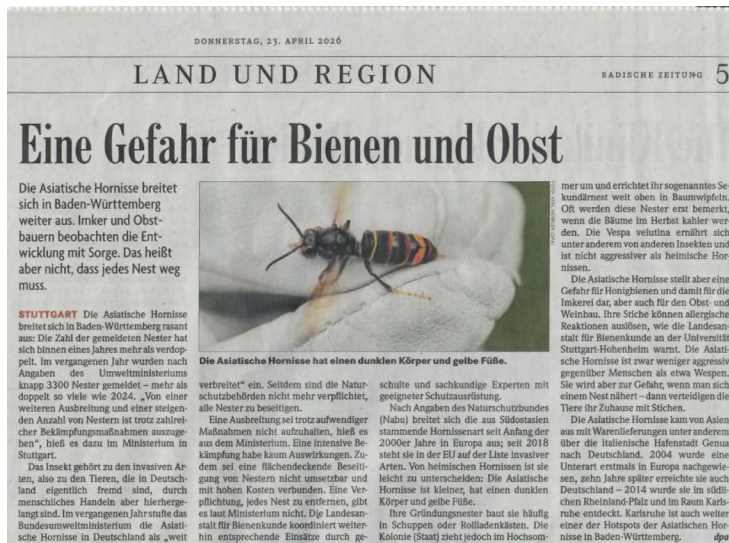 DONNERSTAG, 23. APRIL 2026
LAND UND REGION
BADISCHE ZEITUNG 5
Eine Gefahr für Bienen und Obst
Die Asiatische Hornisse breitet
sich in Baden-Württemberg
weiter aus. Imker und Obst-
bauern beobachten die Ent-
wicklung mit Sorge. Das heißt
aber nicht, dass jedes Nest weg
muss.
STUTTGART Die Asiatische Hornisse
breitet sich in Baden-Württemberg rasant
aus: Die Zahl der gemeldeten Nester hat
sich binnen eines Jahres mehr als verdop-
pelt. Im vergangenen Jahr wurden nach
Angaben des Umweltministeriums
knapp 3300 Nester gemeldet – mehr als
doppelt so viele wie 2024. „Von einer
weiteren Ausbreitung und einer steigen-
den Anzahl von Nestern ist trotz zahlrei-
cher Bekämpfungsmaßnahmen auszuge-
hen“, hieß es dazu im Ministerium in
Stuttgart.
Das Insekt gehört zu den invasiven Ar-
ten, also zu den Tieren, die in Deutsch-
land eigentlich fremd sind, durch
menschliches Handeln aber hierherge-
langt sind. Im vergangenen Jahr stufte das
Bundesumweltministerium die Asiati-
sche Hornisse in Deutschland als „weit
Die Asiatische Hornisse hat einen dunklen Körper und gelbe Füße.
verbreitet“ ein. Seitdem sind die Natur-
schutzbehörden nicht mehr verpflichtet,
alle Nester zu beseitigen.
Eine Ausbreitung sei trotz aufwendiger
Maßnahmen nicht aufzuhalten, hieß es
aus dem Ministerium. Eine intensive Be-
kämpfung habe kaum Auswirkungen. Zu-
dem sei eine flächendeckende Beseiti-
gung von Nestern nicht umsetzbar und
mit hohen Kosten verbunden. Eine Ver-
pflichtung, jedes Nest zu entfernen, gibt
es laut Ministerium nicht. Die Landesan-
stalt für Bienenkunde koordiniert weiter-
hin entsprechende Einsätze durch ge-
schulte und sachkundige Experten mit
geeigneter Schutzausrüstung.
Nach Angaben des Naturschutzbundes
(Nabu) breitet sich die aus Südostasien
stammende Hornissenart seit Anfang der
2000er Jahre in Europa aus; seit 2018
steht sie in der EU auf der Liste invasiver
Arten. Von heimischen Hornissen ist sie
leicht zu unterscheiden: Die Asiatische
Hornisse ist kleiner, hat einen dunklen
Körper und gelbe Füße.
Ihre Gründungsnester baut sie häufig
in Schuppen oder Rollladenkästen. Die
Kolonie (Staat) zieht jedoch im Hochsom-
mer um und errichtet ihr sogenanntes Se-
kundärnest weit oben in Baumwipfeln.
Oft werden diese Nester erst bemerkt,
wenn die Bäume im Herbst kahler wer-
den. Die Vespa velutina ernährt sich
unter anderem von anderen Insekten und
ist nicht aggressiver als heimische Hor-
nissen.
Die Asiatische Hornisse stellt aber eine
Gefahr für Honigbienen und damit für die
Imkerei dar, aber auch für den Obst- und
Weinbau. Ihre Stiche können allergische
Reaktionen auslösen, wie die Landesan-
stalt für Bienenkunde an der Universität
Stuttgart-Hohenheim warnt. Die Asiati-
sche Hornisse ist zwar weniger aggressiv
gegenüber Menschen als etwa Wespen.
Sie wird aber zur Gefahr, wenn man sich
einem Nest nähert – dann verteidigen die
Tiere ihr Zuhause mit Stichen.
Die Asiatische Hornisse kam von Asien
aus mit Warenlieferungen unter anderem
über die italienische Hafenstadt Genua
nach Deutschland. 2004 wurde eine
Unterart erstmals in Europa nachgewie-
sen, zehn Jahre später erreichte sie auch
Deutschland – 2014 wurde sie im südli-
chen Rheinland-Pfalz und im Raum Karls-
ruhe entdeckt. Karlsruhe ist auch weiter
einer der Hotspots der Asiatischen Hor-
nisse in Baden-Württemberg. dpa